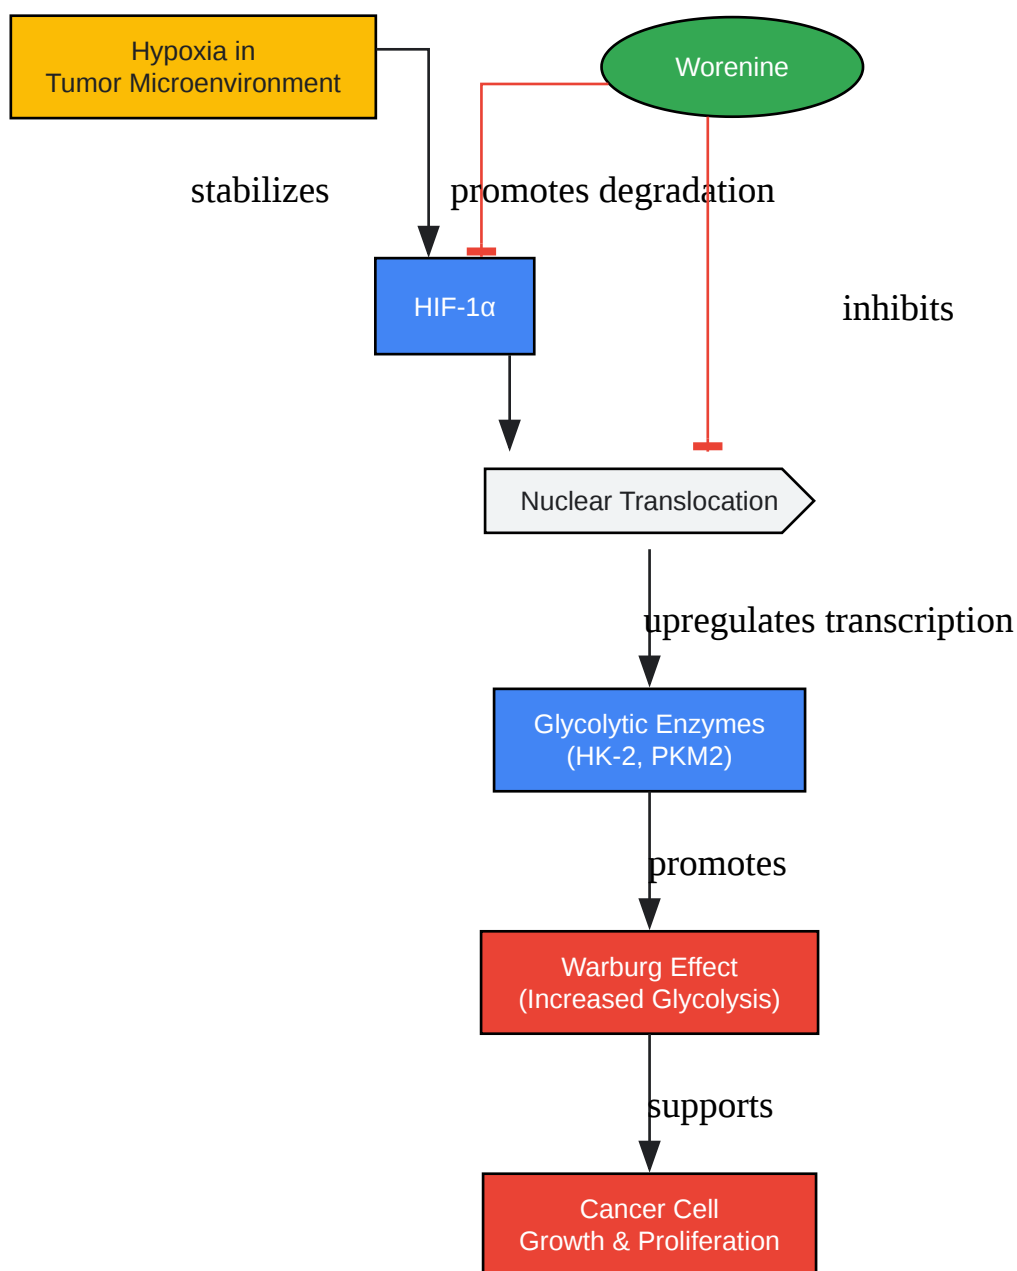 Hypoxia in
Tumor Microenvironment
Worenine
stabilizes
promotes degradation
HIF-1α
inhibits
Nuclear Translocation
upregulates transcription
Glycolytic Enzymes
(HK-2, PKM2)
promotes
Warburg Effect
(Increased Glycolysis)
supports
Cancer Cell
Growth & Proliferation